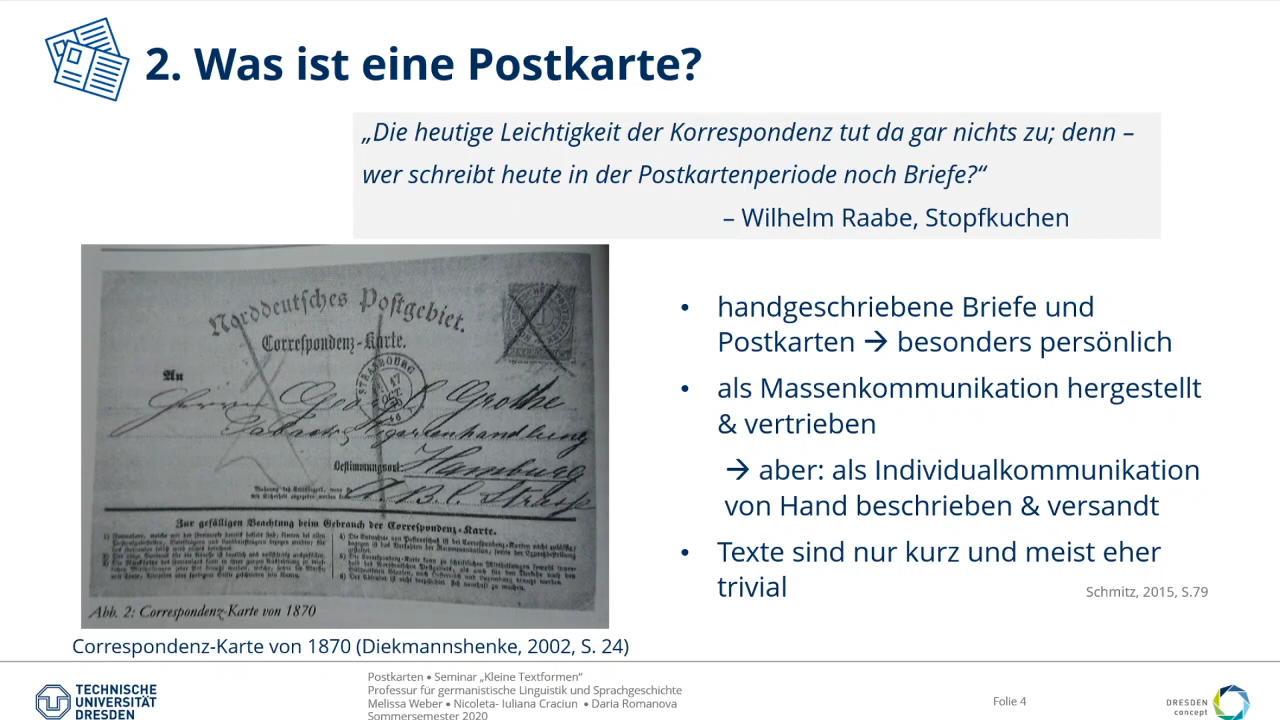 2. Was ist eine Postkarte?
„Die heutige Leichtigkeit der Korrespondenz tut da gar nichts zu; denn –
wer schreibt heute in der Postkartenperiode noch Briefe?“
– Wilhelm Raabe, Stopfkuchen
Norddeutsches Postgebiet.
Correspondenz-Karte.
An
STRASBOURG
Herrn Georg Grothe
Bestimmungsort: Hamburg
Zur gefälligen Beachtung beim Gebrauch der Correspondenz-Karte.
Abb. 2: Correspondenz-Karte von 1870
Correspondenz-Karte von 1870 (Diekmannshenke, 2002, S. 24)
• handgeschriebene Briefe und
Postkarten → besonders persönlich
• als Massenkommunikation hergestellt
& vertrieben
→ aber: als Individualkommunikation
von Hand beschrieben & versandt
• Texte sind nur kurz und meist eher
trivial
Schmitz, 2015, S.79
TECHNISCHE
UNIVERSITÄT
DRESDEN
Postkarten • Seminar „Kleine Textformen“
Professur für germanistische Linguistik und Sprachgeschichte
Melissa Weber • Nicoleta- Iuliana Craciun • Daria Romanova
Sommersemester 2020
Folie 4
DRESDEN
concept